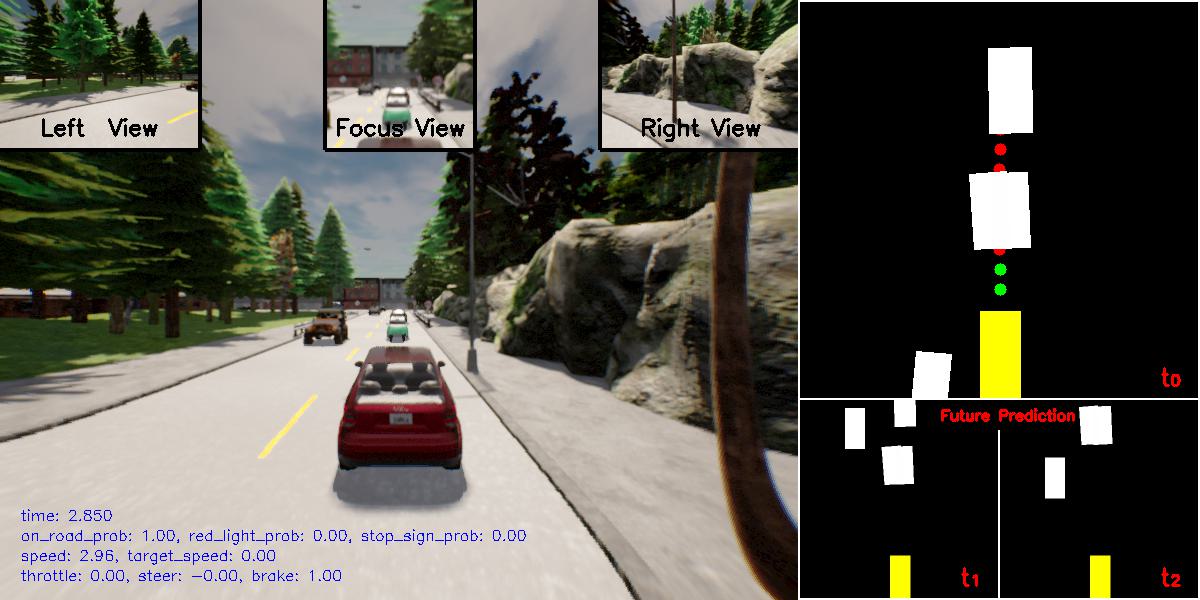 Left View
Focus View
Right View
time: 2.850
on_road_prob: 1.00, red_light_prob: 0.00, stop_sign_prob: 0.00
speed: 2.96, target_speed: 0.00
throttle: 0.00, steer: −0.00, brake: 1.00
t0
Future Prediction
t1
t2